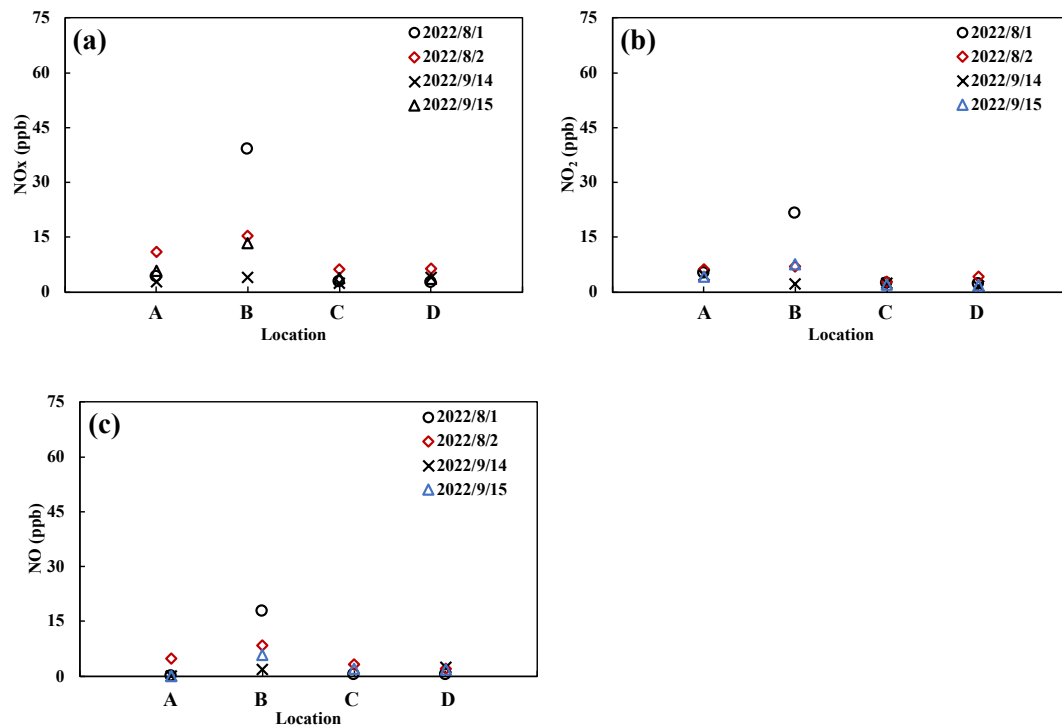 (a)
75
60
45
30
15
0
NOx (ppb)
2022/8/1
2022/8/2
2022/9/14
2022/9/15
A B C D
Location
(b)
75
60
45
30
15
0
NO₂ (ppb)
2022/8/1
2022/8/2
2022/9/14
2022/9/15
A B C D
Location
(c)
75
60
45
30
15
0
NO (ppb)
2022/8/1
2022/8/2
2022/9/14
2022/9/15
A B C D
Location